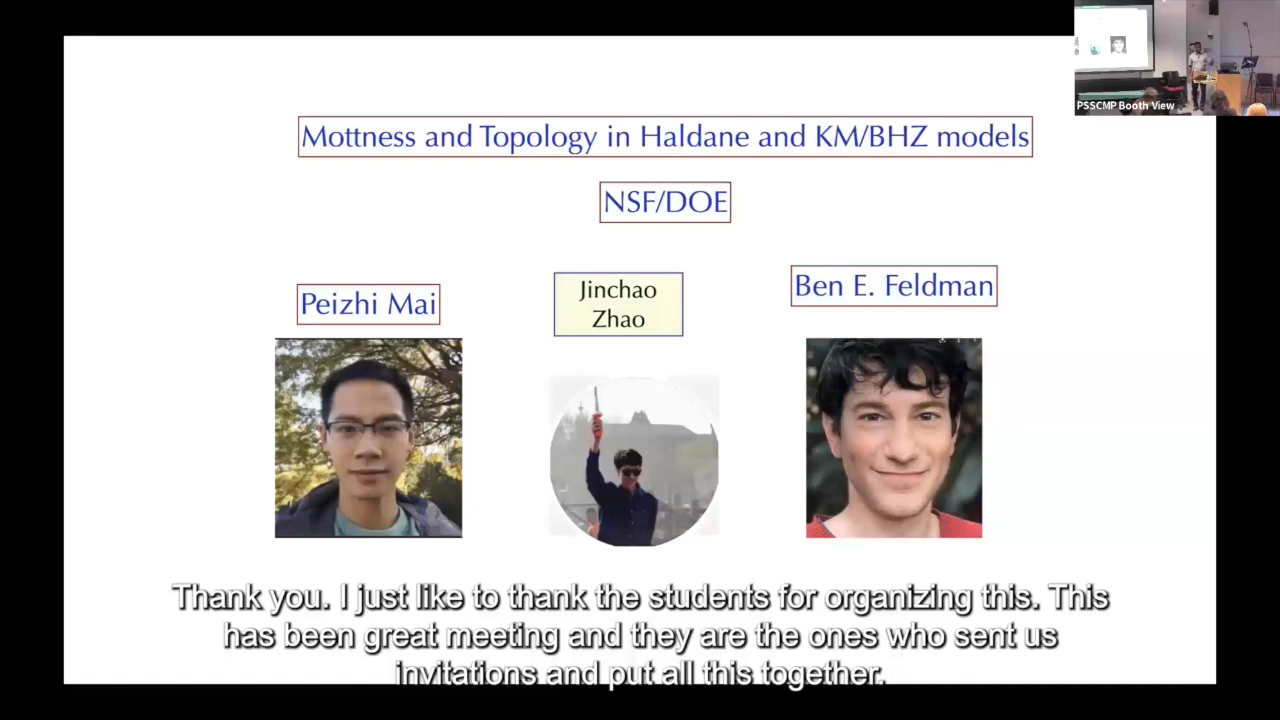 PSSCMP Booth View
Mottness and Topology in Haldane and KM/BHZ models
NSF/DOE
Peizhi Mai
Jinchao
Zhao
Ben E. Feldman
Thank you. I just like to thank the students for organizing this. This
has been great meeting and they are the ones who sent us
invitations and put all this together.